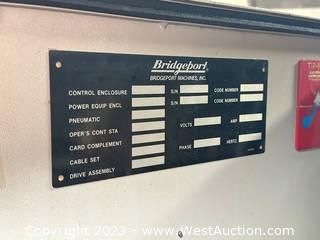 Bridgeport
BRIDGEPORT MACHINES, INC.
CONTROL ENCLOSURE S/N CODE NUMBER
POWER EQUIP ENCL S/N CODE NUMBER
PNEUMATIC
OPER'S CONT STA VOLTS AMP
CARD COMPLEMENT
CABLE SET PHASE HERTZ
DRIVE ASSEMBLY
Copyright 2023 - www.WestAuction.com